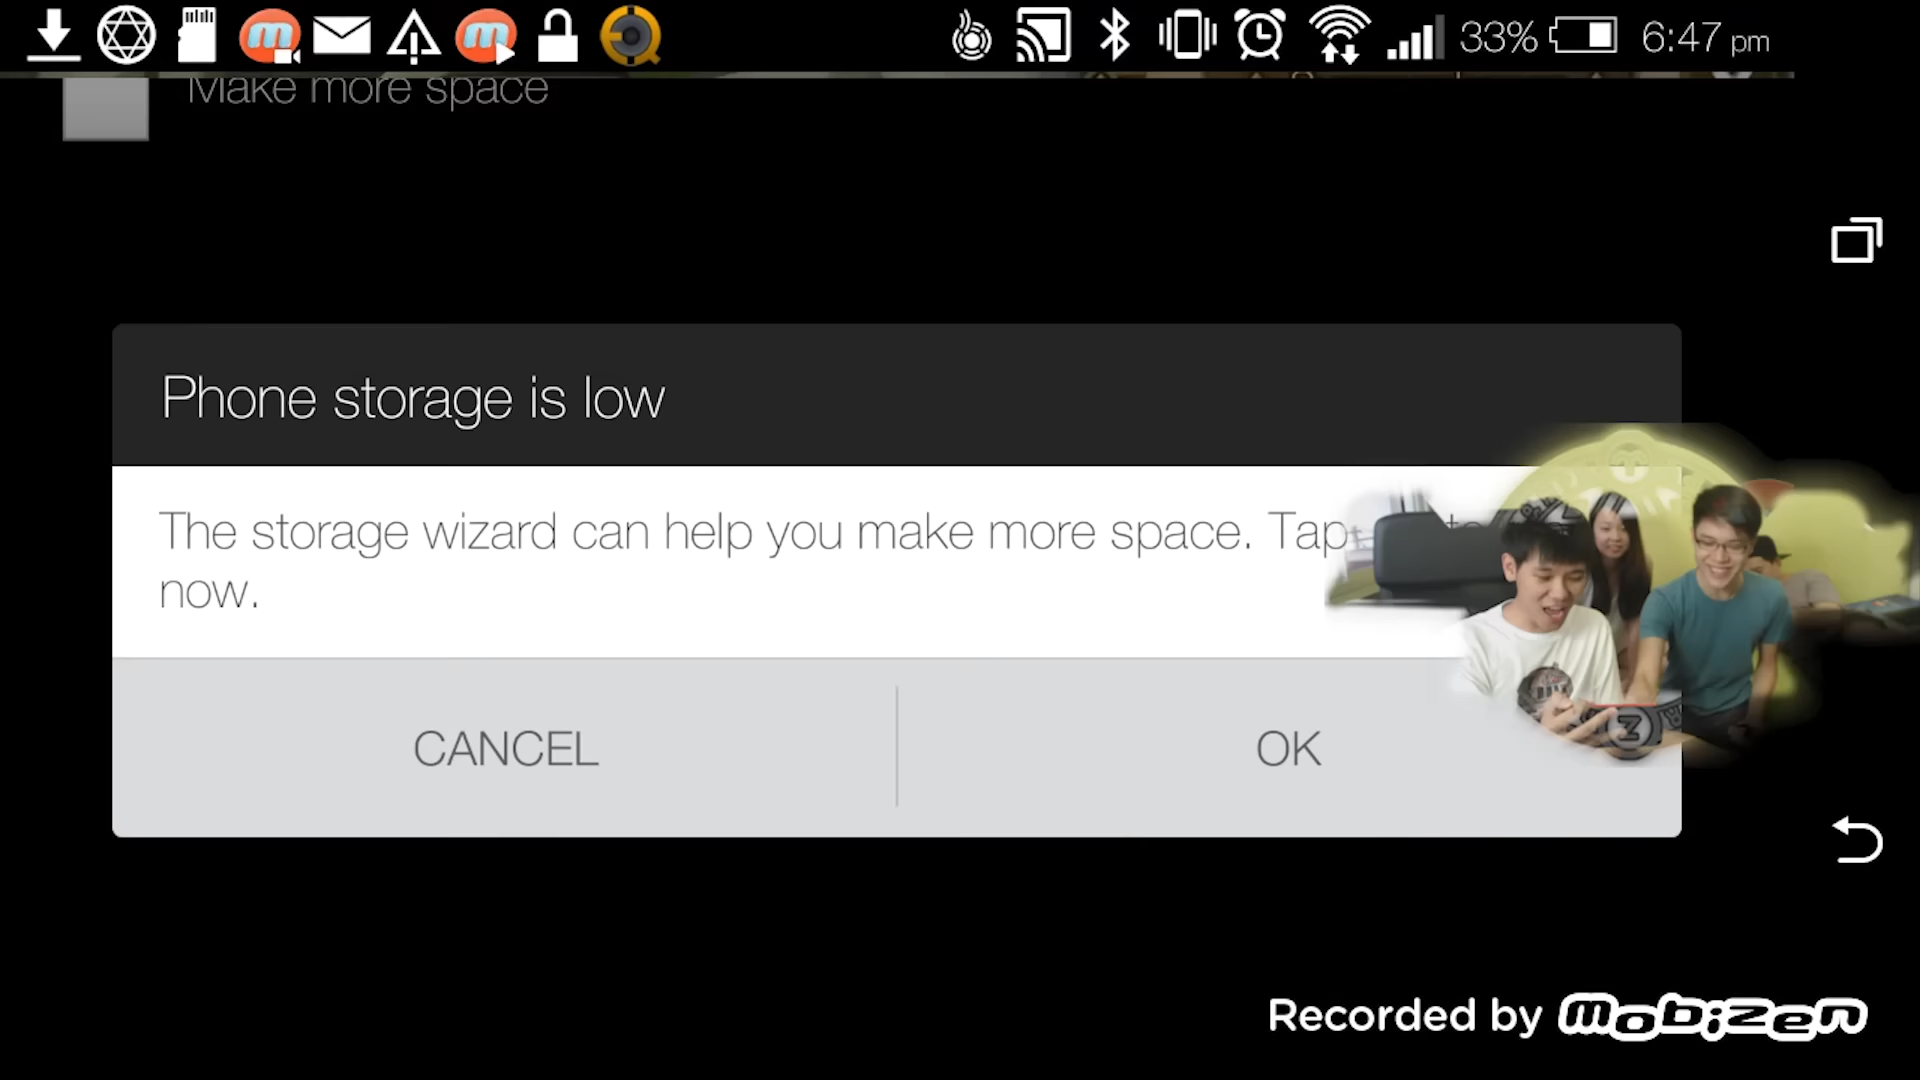 33% 6:47 pm
Make more space
Phone storage is low
The storage wizard can help you make more space. Tap
now.
CANCEL OK
Recorded by mobizen